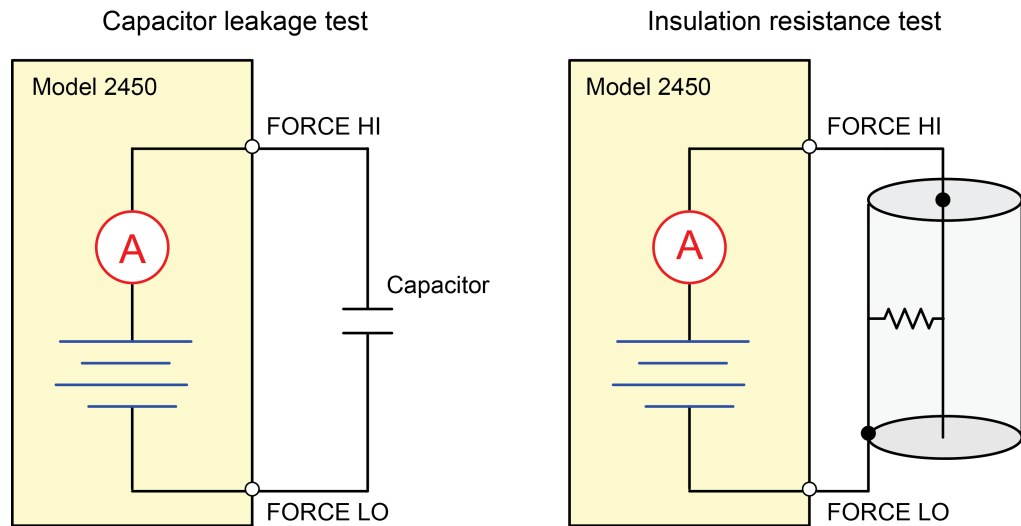 Capacitor leakage test
Model 2450
FORCE HI
A
Capacitor
FORCE LO
Insulation resistance test
Model 2450
FORCE HI
A
FORCE LO